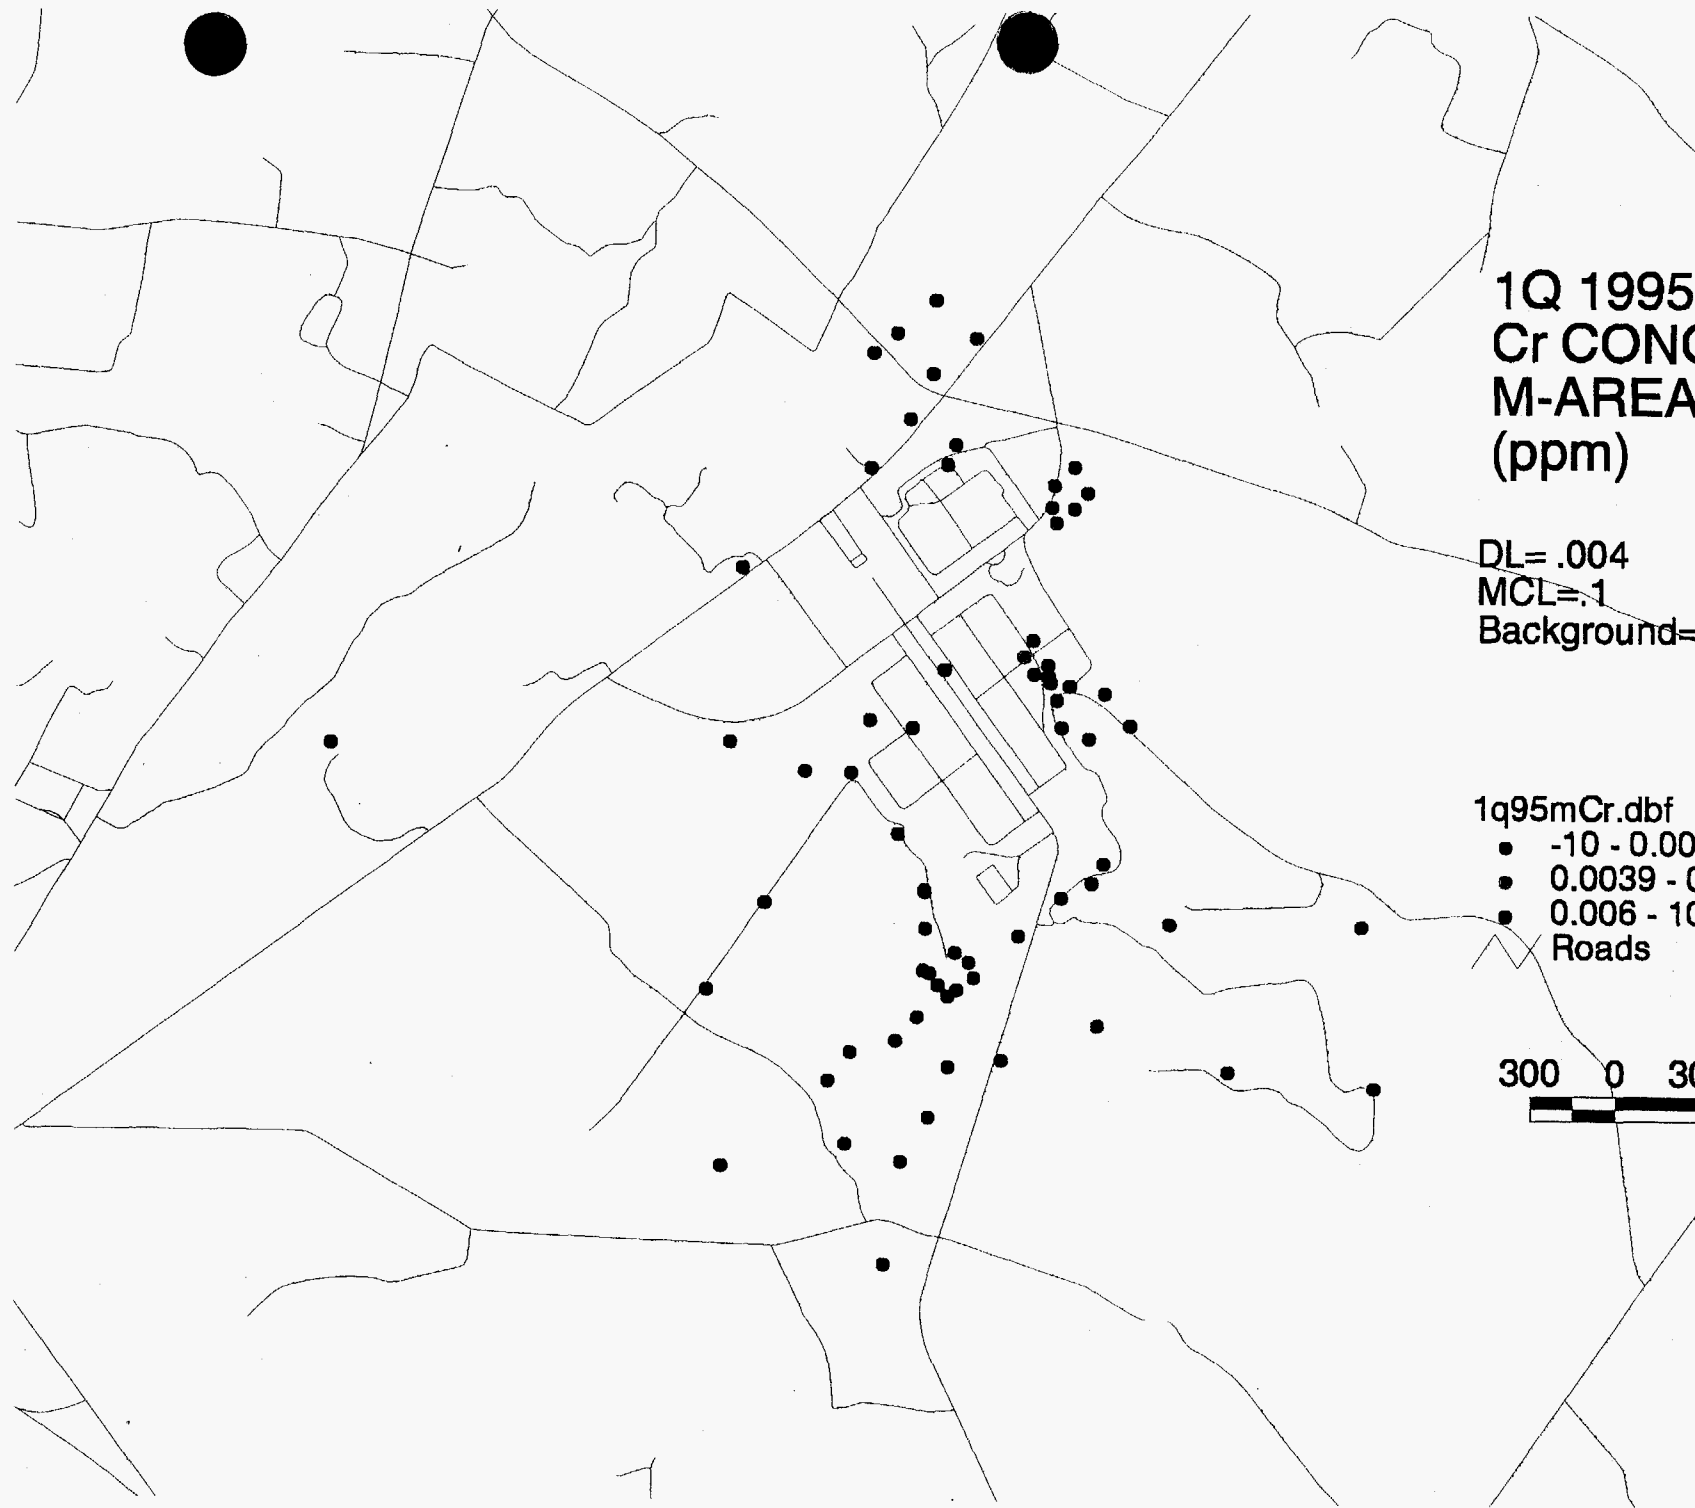 1Q 1995
Cr CONC
M-AREA
(ppm)
DL= .004
MCL=.1
Background=
1q95mCr.dbf
-10 - 0.00
0.0039 - 0
0.006 - 10
Roads
300 0 30